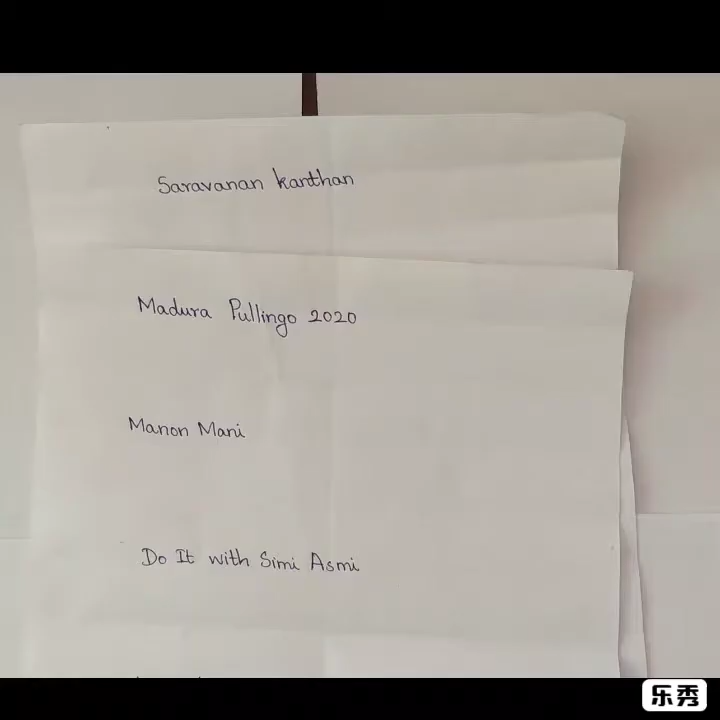 Saravanan Kanthan
Madura Pullingo 2020
Manon Mani
Do It with Simi Asmi
乐秀